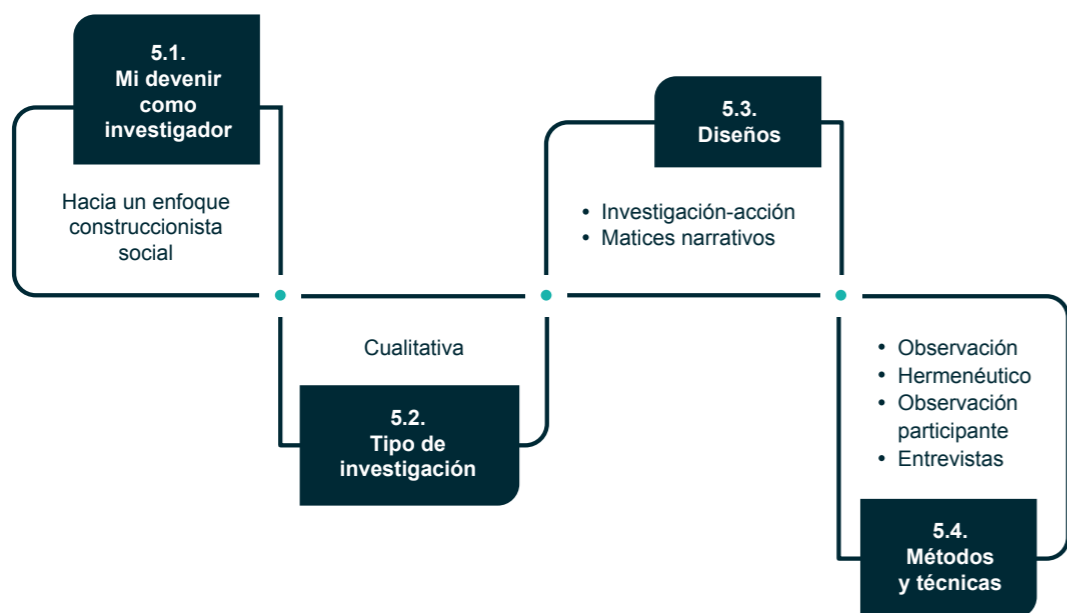 5.1.
Mi devenir
como
investigador
Hacia un enfoque
construccionista
social
Cualitativa
5.2.
Tipo de
investigación
5.3.
Diseños
• Investigación-acción
• Matices narrativos
• Observación
• Hermenéutico
• Observación
participante
• Entrevistas
5.4.
Métodos
y técnicas